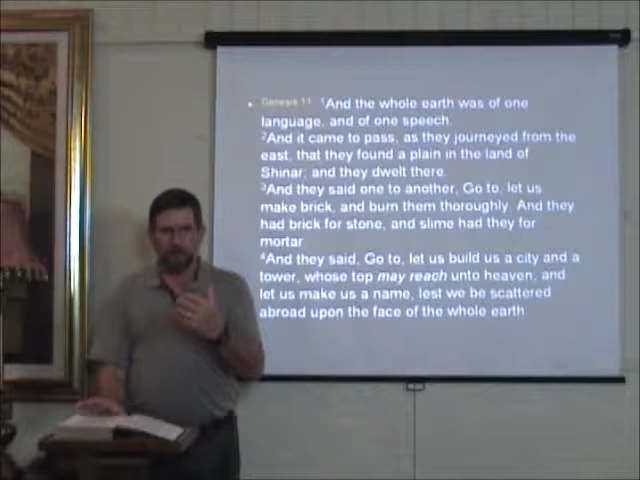 • Genesis 11 ¹And the whole earth was of one
language, and of one speech.
²And it came to pass, as they journeyed from the
east, that they found a plain in the land of
Shinar; and they dwelt there.
³And they said one to another, Go to, let us
make brick, and burn them thoroughly. And they
had brick for stone, and slime had they for
mortar
⁴And they said, Go to, let us build us a city and a
tower, whose top may reach unto heaven; and
let us make us a name, lest we be scattered
abroad upon the face of the whole earth.